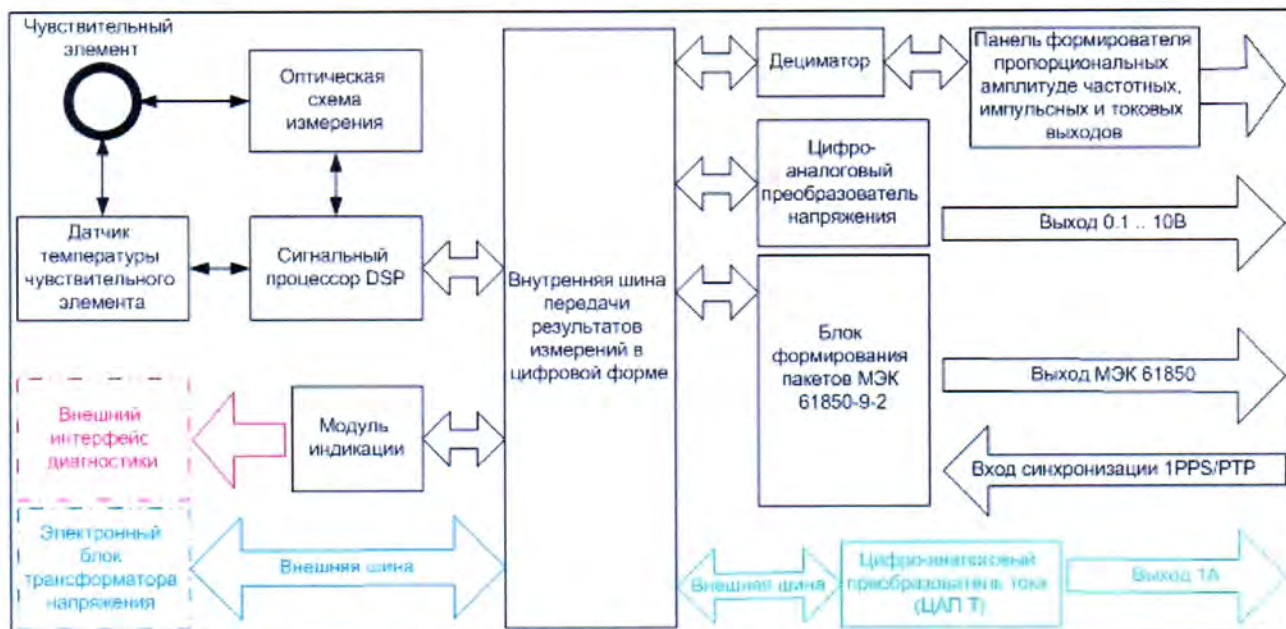 Чувствительный
элемент
Оптическая
схема
измерения
Датчик
температуры
чувствительного
элемента
Сигнальный
процессор DSP
Внешний
интерфейс
диагностики
Модуль
индикации
Электронный
блок
трансформатора
напряжения
Внешняя шина
Внутренняя шина
передачи
результатов
измерений в
цифровой форме
Дециматор
Панель формирователя
пропорциональных
амплитуде частотных,
импульсных и токовых
выходов
Цифро-
аналоговый
преобразователь
напряжения
Выход 0.1 .. 10В
Блок
формирования
пакетов МЭК
61850-9-2
Выход МЭК 61850
Вход синхронизации 1PPS/PTP
Внешняя шина
Цифро-аналоговый
преобразователь тока
(ЦАП Т)
Выход 1А